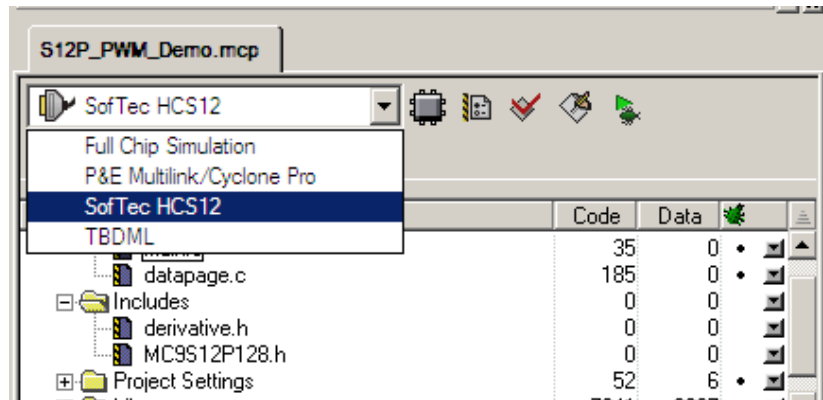 S12P_PWM_Demo.mcp
SofTec HCS12
Full Chip Simulation
P&E Multilink/Cyclone Pro
SofTec HCS12
TBDML
Code Data
35 0
datapage.c 185 0
Includes 0 0
derivative.h 0 0
MC9S12P128.h 0 0
Project Settings 52 6